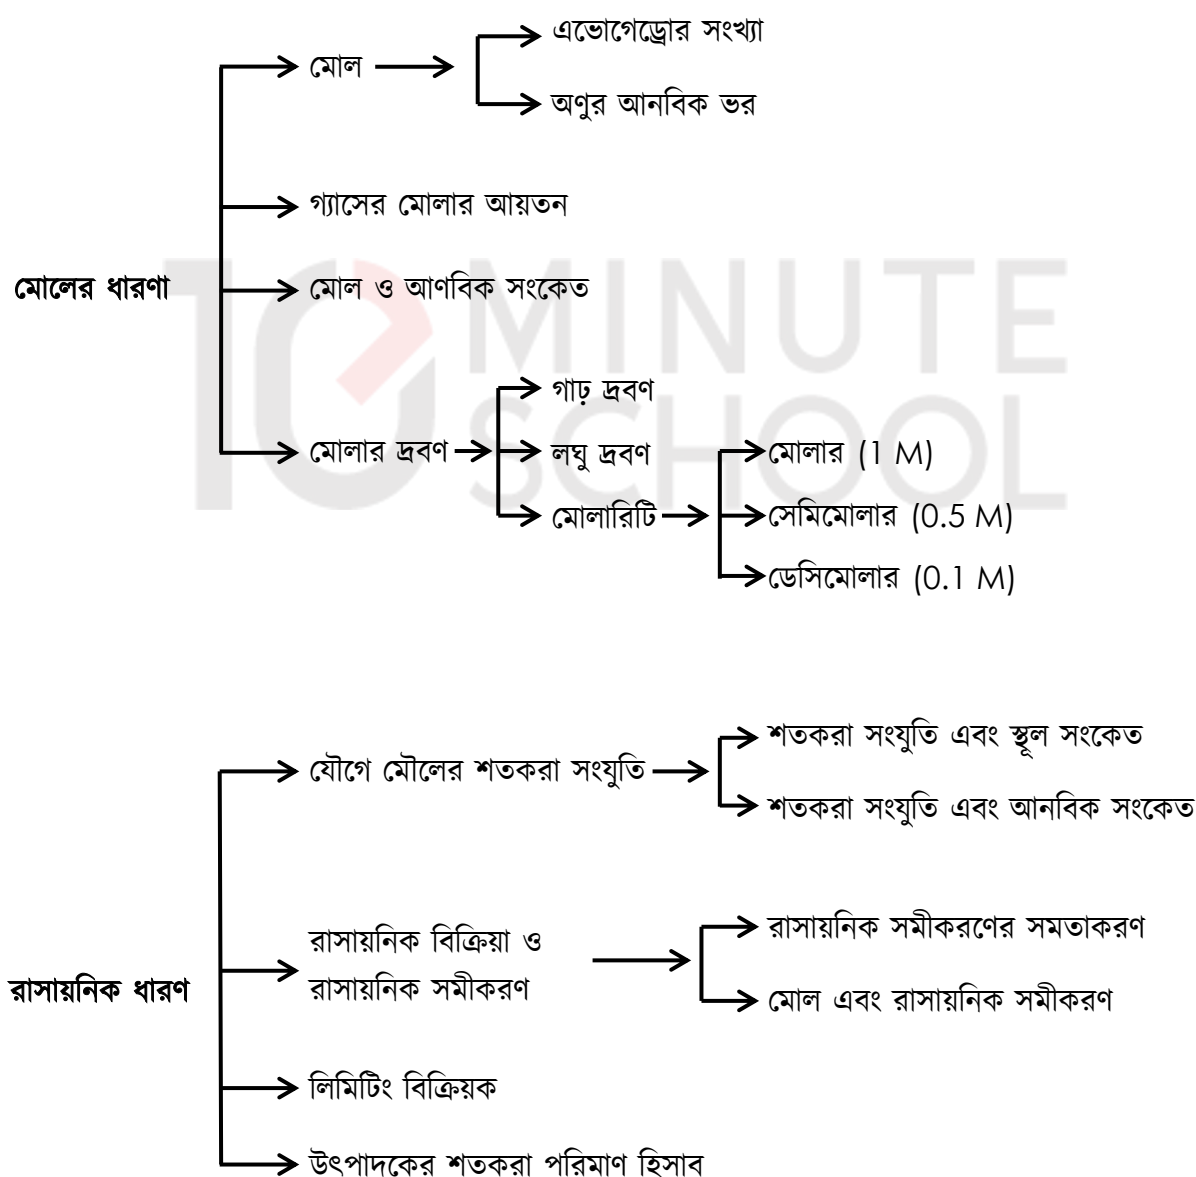 এভোগেড্রোর সংখ্যা
মোল
অণুর আনবিক ভর
গ্যাসের মোলার আয়তন
মোলের ধারণা
মোল ও আণবিক সংকেত
10 MINUTE SCHOOL
গাঢ় দ্রবণ
মোলার দ্রবণ
লঘু দ্রবণ
মোলার (1 M)
মোলারিটি
সেমিমোলার (0.5 M)
ডেসিমোলার (0.1 M)
শতকরা সংযুতি এবং স্থূল সংকেত
যৌগে মৌলের শতকরা সংযুতি
শতকরা সংযুতি এবং আনবিক সংকেত
রাসায়নিক বিক্রিয়া ও
রাসায়নিক সমীকরণ
রাসায়নিক সমীকরণের সমতাকরণ
রাসায়নিক ধারণ
মোল এবং রাসায়নিক সমীকরণ
লিমিটিং বিক্রিয়ক
উৎপাদকের শতকরা পরিমাণ হিসাব